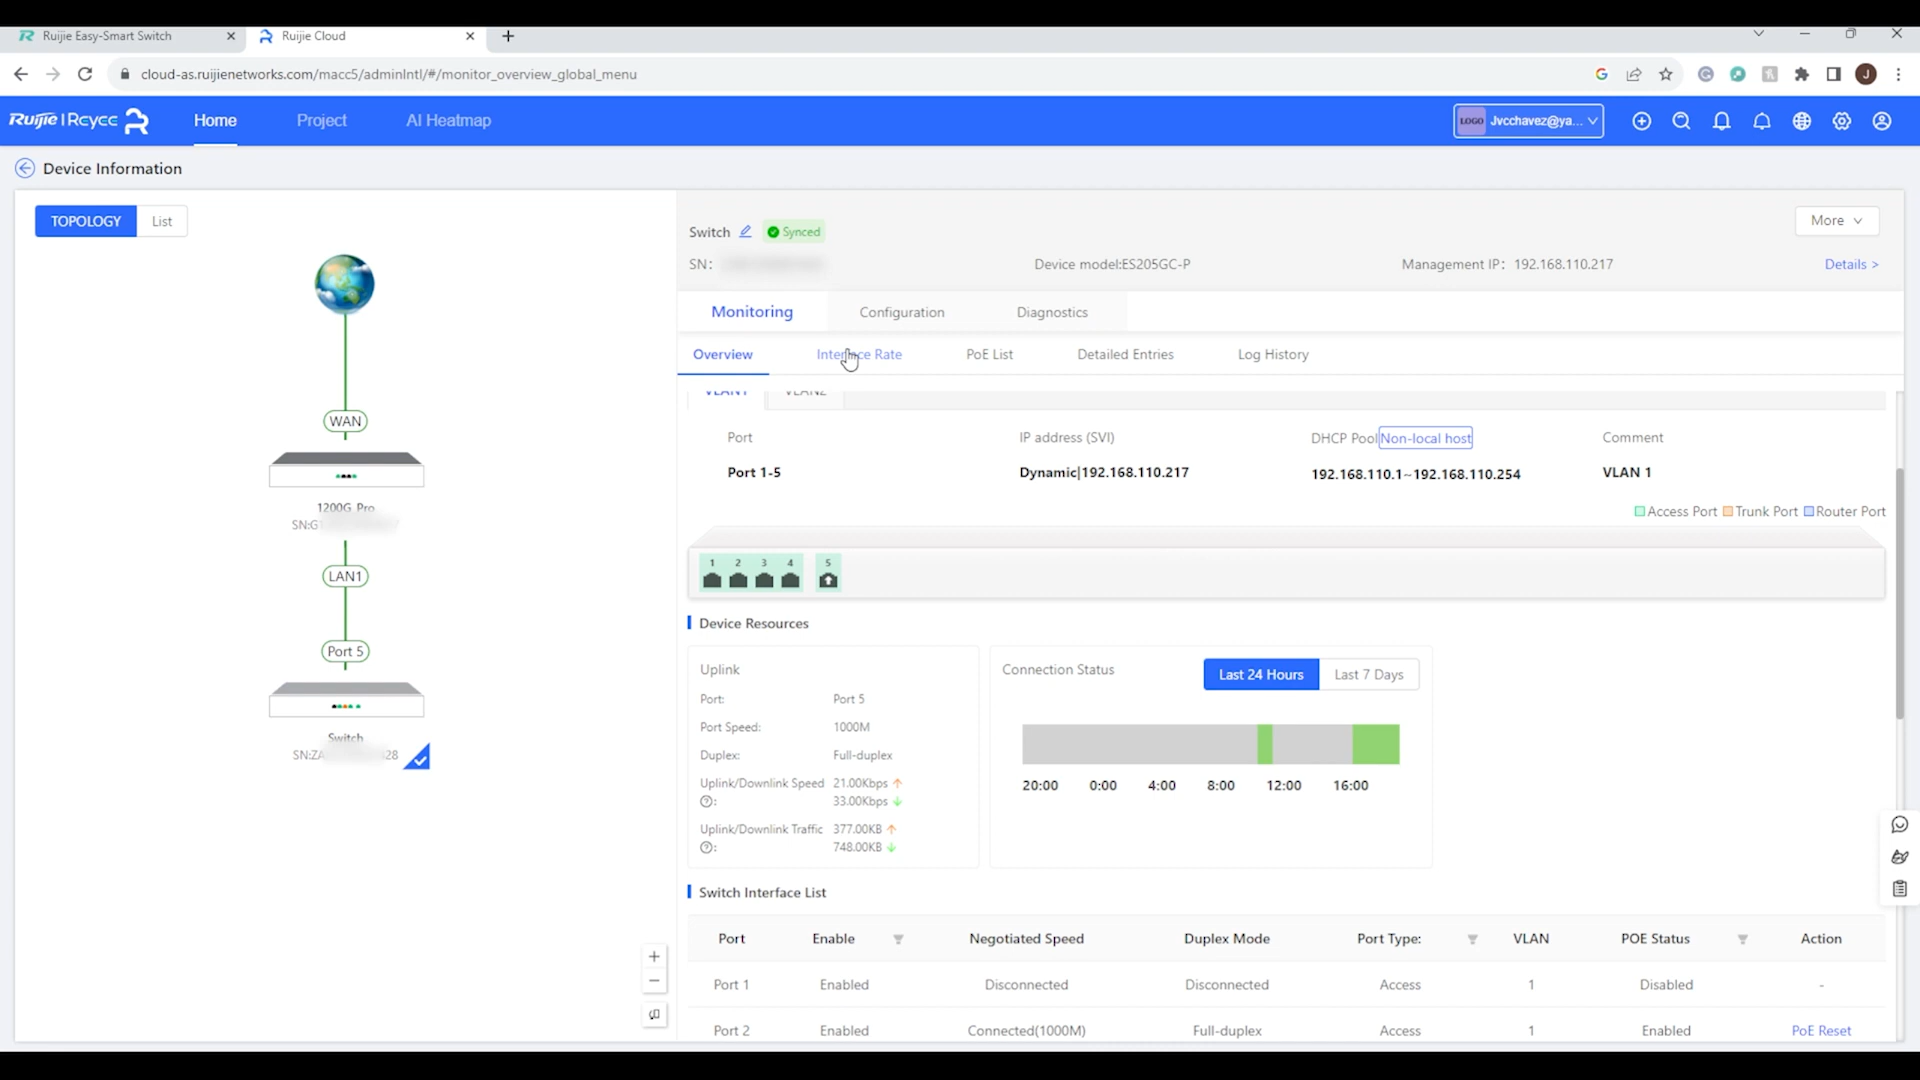 Ruijie Easy-Smart Switch
Ruijie Cloud
cloud-as.ruijienetworks.com/macc5/adminIntl/#/monitor_overview_global_menu
J
Ruijie | Reyee
Home
Project
AI Heatmap
LOGO Jvcchavez@ya...
Device Information
TOPOLOGY
List
WAN
1200G Pro
SN:G
LAN1
Port 5
Switch
SN:ZA 28
Switch
Synced
More
SN:
Device model:ES205GC-P
Management IP: 192.168.110.217
Details >
Monitoring
Configuration
Diagnostics
Overview
Interface Rate
PoE List
Detailed Entries
Log History
VLAN1
VLAN2
Port
IP address (SVI)
DHCP Pool Non-local host
Comment
Port 1-5
Dynamic|192.168.110.217
192.168.110.1--192.168.110.254
VLAN 1
Access Port Trunk Port Router Port
1 2 3 4 5
Device Resources
Uplink
Port: Port 5
Port Speed: 1000M
Duplex: Full-duplex
Uplink/Downlink Speed 21.00Kbps
: 33.00Kbps
Uplink/Downlink Traffic 377.00KB
: 748.00KB
Connection Status
Last 24 Hours
Last 7 Days
20:00 0:00 4:00 8:00 12:00 16:00
Switch Interface List
Port Enable Negotiated Speed Duplex Mode Port Type: VLAN POE Status Action
Port 1 Enabled Disconnected Disconnected Access 1 Disabled -
Port 2 Enabled Connected(1000M) Full-duplex Access 1 Enabled PoE Reset